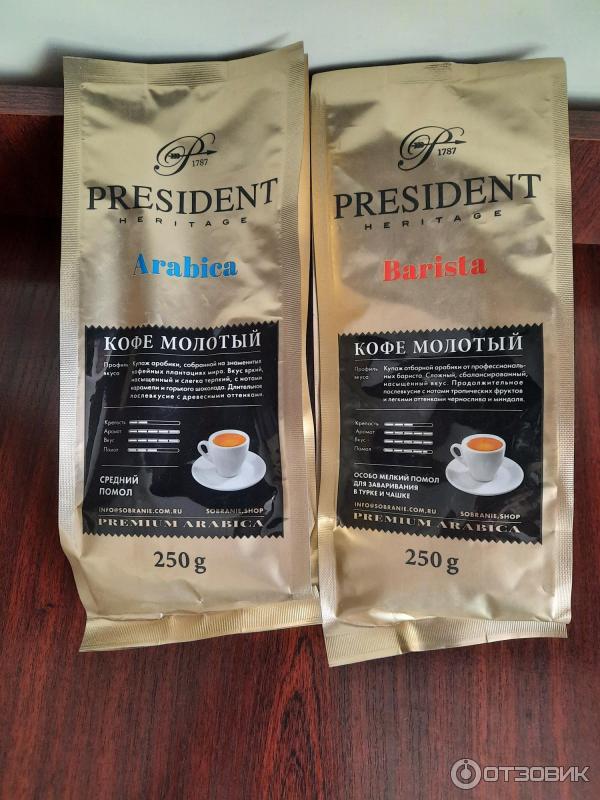 P
1787
PRESIDENT
HERITAGE
Arabica
КОФЕ МОЛОТЫЙ
Профиль вкуса
Купаж арабики, собранной на знаменитых
кофейных плантациях мира. Вкус яркий,
насыщенный и слегка терпкий, с нотами
карамели и горького шоколада. Длительное
послевкусие с древесными оттенками.
Крепость
Аромат
Вкус
Помол
СРЕДНИЙ
ПОМОЛ
INFO@SOBRANIE.COM.RU SOBRANIE.SHOP
PREMIUM ARABICA
250 g
P
1787
PRESIDENT
HERITAGE
Barista
КОФЕ МОЛОТЫЙ
Профиль вкуса
Купаж отборной арабики от профессиональ-
ных бариста. Сложный, сбалансированный,
насыщенный вкус. Продолжительное
послевкусие с нотами тропических фруктов
и легкими оттенками чернослива и миндаля.
Крепость
Аромат
Вкус
Помол
ОСОБО МЕЛКИЙ ПОМОЛ
ДЛЯ ЗАВАРИВАНИЯ
В ТУРКЕ И ЧАШКЕ
INFO@SOBRANIE.COM.RU SOBRANIE.SHOP
PREMIUM ARABICA
250 g
ОТЗОВИК